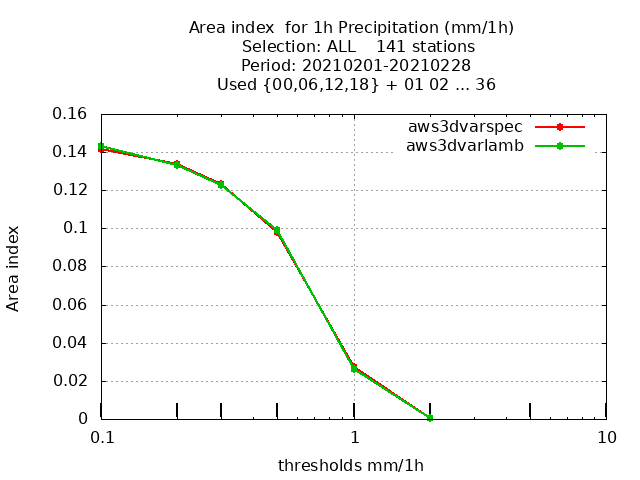 Area index  for 1h Precipitation (mm/1h)
Selection: ALL    141 stations
Period: 20210201-20210228
Used {00,06,12,18} + 01 02 ... 36
aws3dvarspec
aws3dvarlamb
0.16
0.14
0.12
0.1
0.08
0.06
0.04
0.02
0
Area index
0.1
1
10
thresholds mm/1h